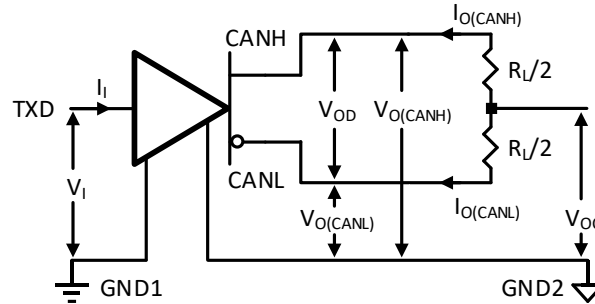 I_O(CANH)
CANH
R_L/2
I_I
TXD
V_OD
V_O(CANH)
R_L/2
CANL
V_I
V_O(CANL)
I_O(CANL)
V_OC
GND1
GND2